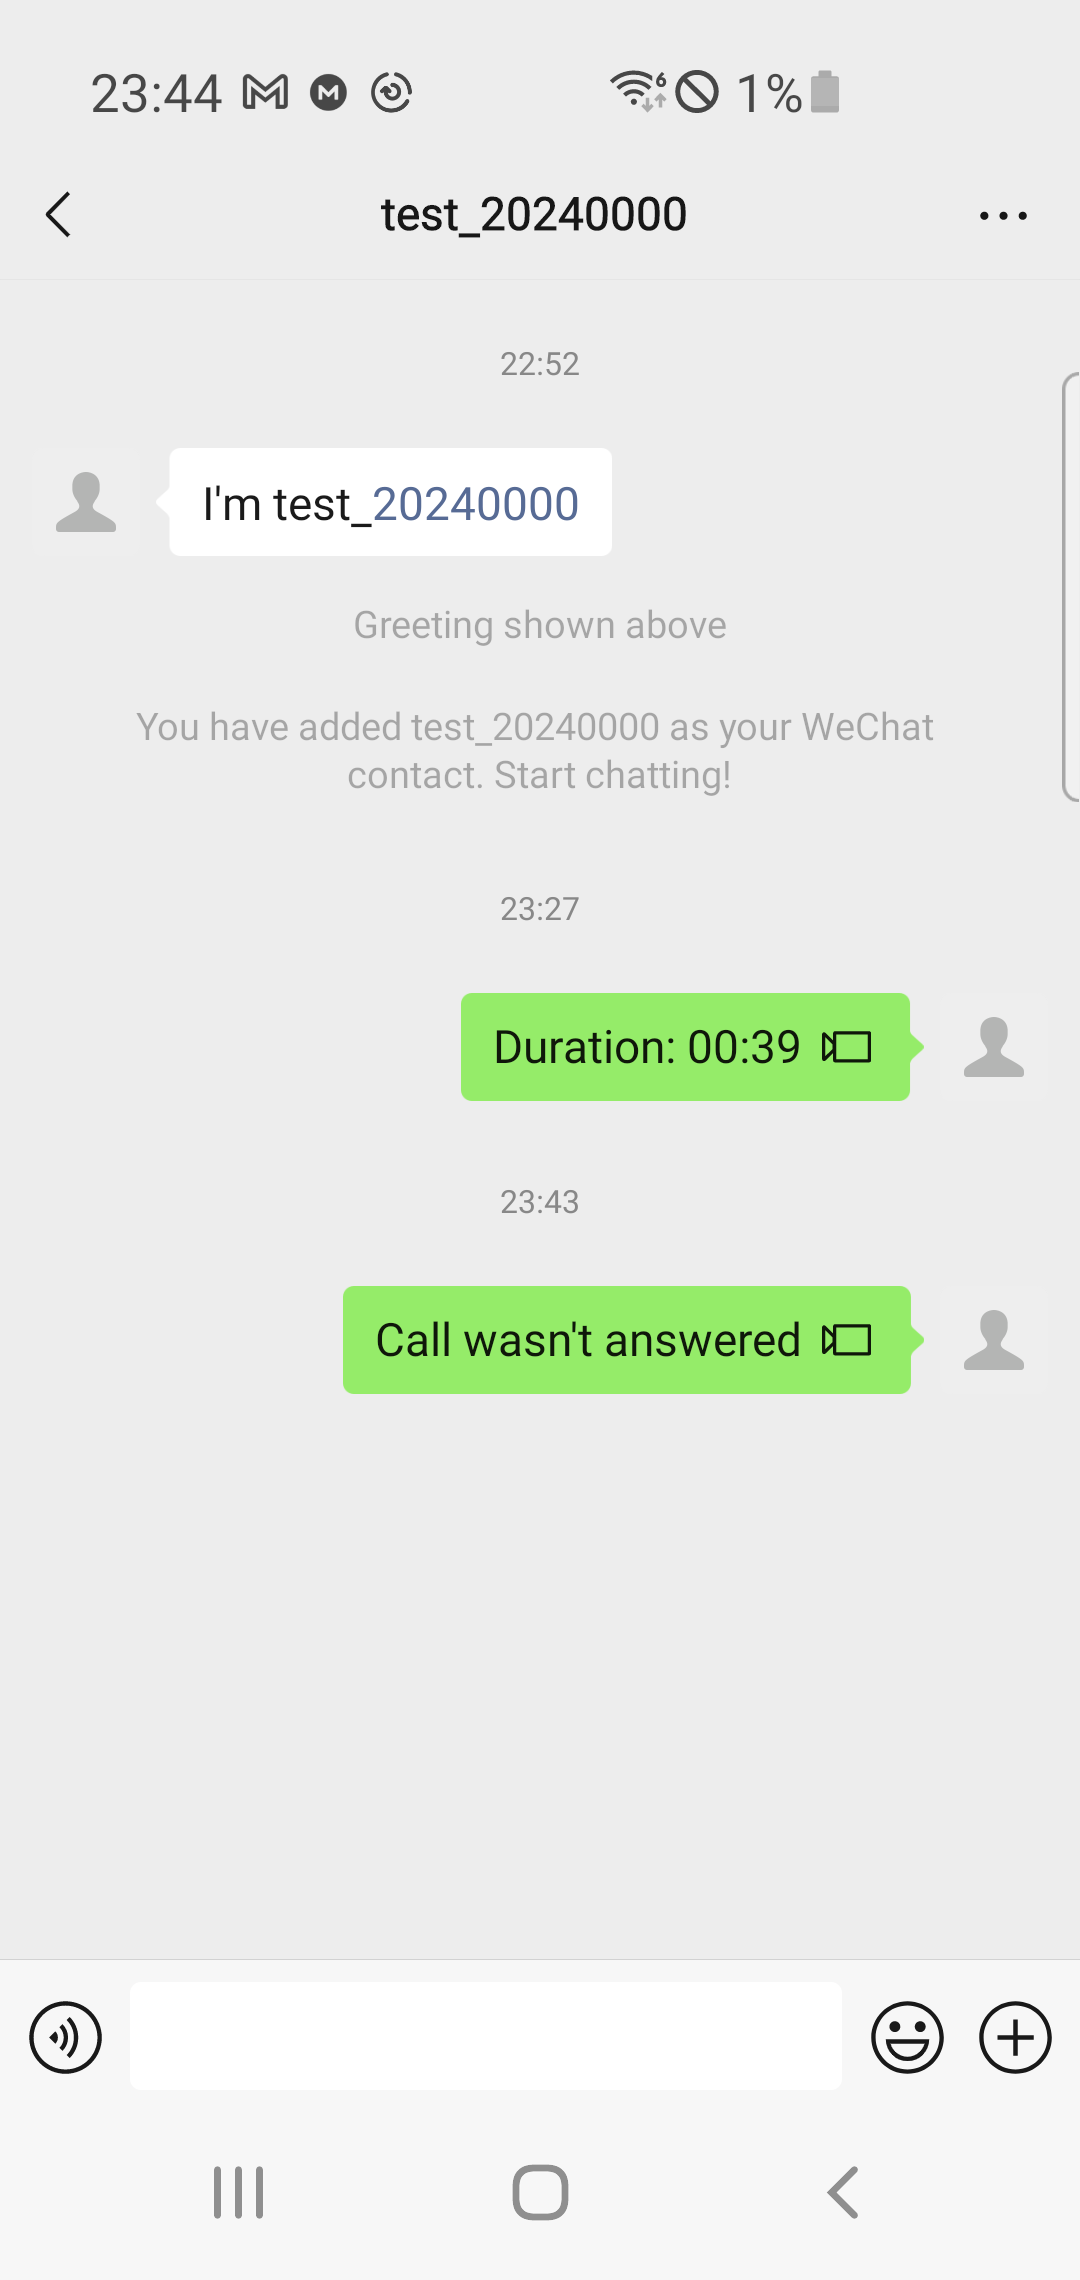 23:44
6
1%
test_20240000
22:52
I'm test_20240000
Greeting shown above
You have added test_20240000 as your WeChat
contact. Start chatting!
23:27
Duration: 00:39
23:43
Call wasn't answered